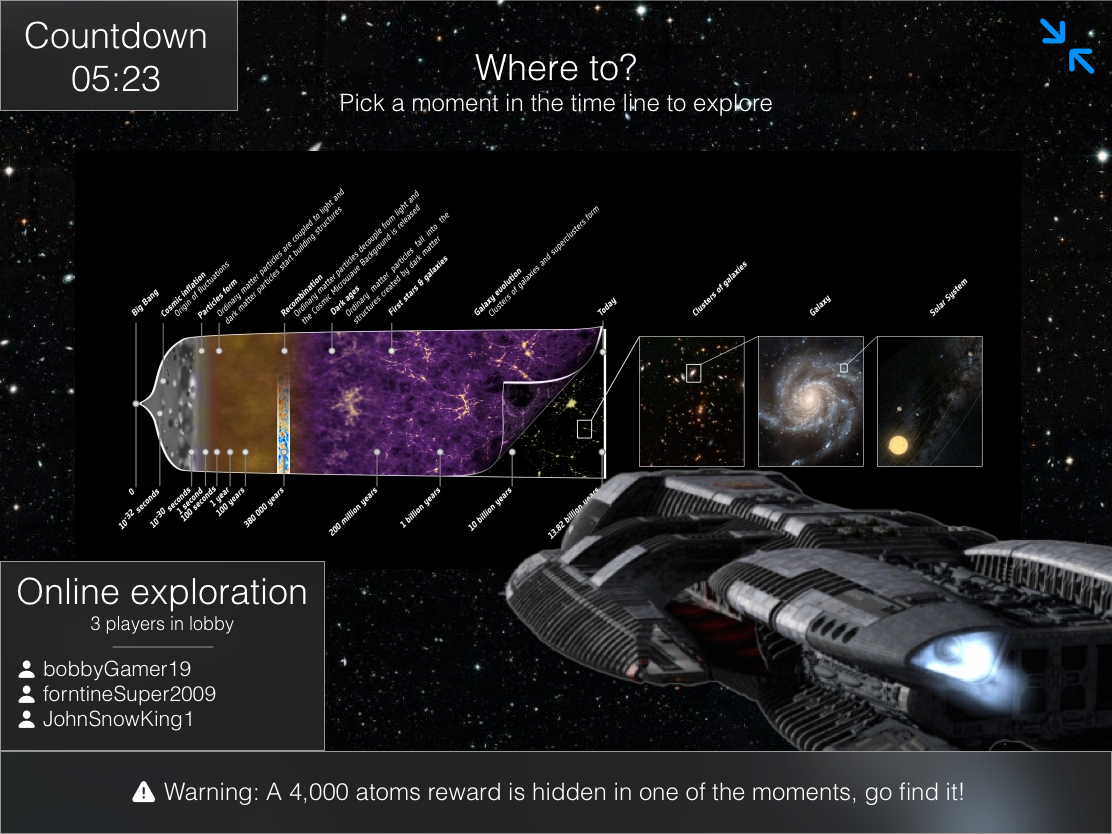 Countdown
05:23
Where to?
Pick a moment in the time line to explore
Big Bang
Cosmic inflation
Origin of fluctuations
Particles form
Ordinary matter particles are coupled to light and
dark matter particles start building structures
Recombination
Ordinary matter particles decouple from light and
the Cosmic Microwave Background is released
Dark ages
Ordinary matter particles fall into the
structures created by dark matter
First stars & galaxies
Galaxy evolution
Clusters of galaxies and superclusters form
Today
Clusters of galaxies
Galaxy
Solar System
0
10-32 seconds
10-30 seconds
1 second
100 seconds
1 year
100 years
380 000 years
200 million years
1 billion years
10 billion years
13.82 billion years
Online exploration
3 players in lobby
bobbyGamer19
forntineSuper2009
JohnSnowKing1
Warning: A 4,000 atoms reward is hidden in one of the moments, go find it!